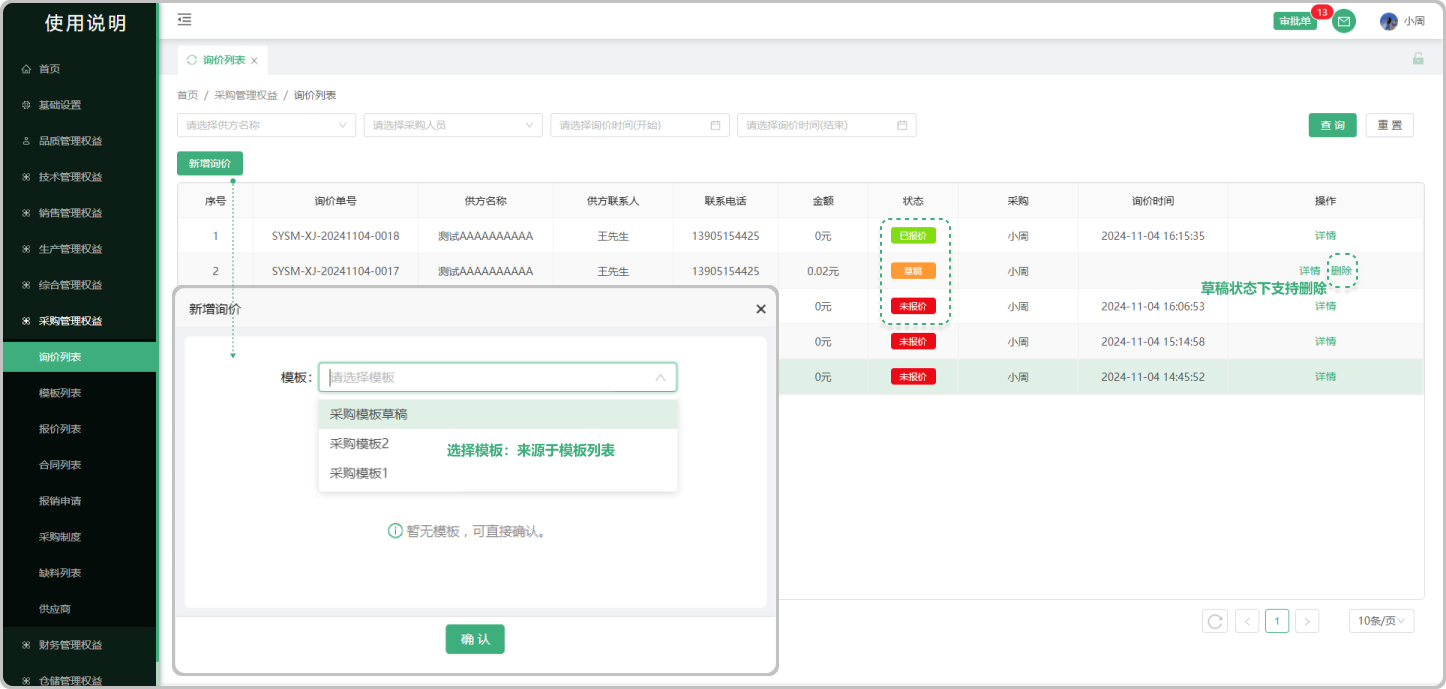 使用说明
首页
基础设置
品质管理权益
技术管理权益
销售管理权益
生产管理权益
综合管理权益
采购管理权益
询价列表
模板列表
报价列表
合同列表
报销申请
采购制度
缺料列表
供应商
财务管理权益
仓储管理权益
审批单 13 小周
询价列表
首页 / 采购管理权益 / 询价列表
请选择供方名称 请选择采购人员 请选择询价时间(开始) 请选择询价时间(结束) 查询 重置
新增询价
序号 询价单号 供方名称 供方联系人 联系电话 金额 状态 采购 询价时间 操作
1 SYSM-XJ-20241104-0018 测试AAAAAAAAAA 王先生 13905154425 0元 已报价 小周 2024-11-04 16:15:35 详情
2 SYSM-XJ-20241104-0017 测试AAAAAAAAAA 王先生 13905154425 0.02元 草稿 小周 详情 删除
草稿状态下支持删除
0元 未报价 小周 2024-11-04 16:06:53 详情
0元 未报价 小周 2024-11-04 15:14:58 详情
0元 未报价 小周 2024-11-04 14:45:52 详情
新增询价
模板: 请选择模板
采购模板草稿
采购模板2
采购模板1
选择模板：来源于模板列表
暂无模板，可直接确认。
确认
1 10条/页